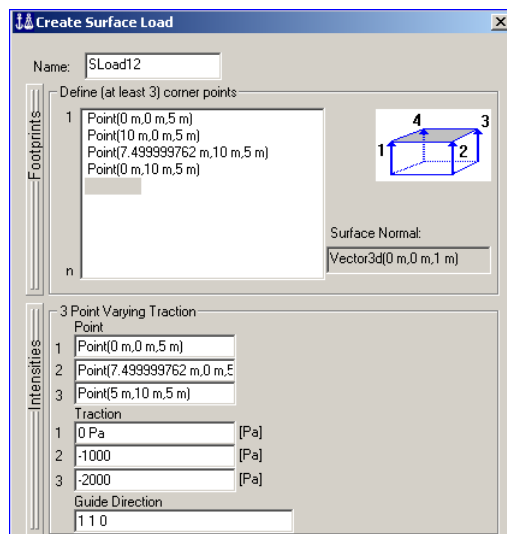 Create Surface Load
Name: SLoad12
Footprints
Define (at least 3) corner points
1 Point(0 m,0 m,5 m)
Point(10 m,0 m,5 m)
Point(7.499999762 m,10 m,5 m)
Point(0 m,10 m,5 m)
n
4 3
1 2
Surface Normal:
Vector3d(0 m,0 m,1 m)
Intensities
3 Point Varying Traction
Point
1 Point(0 m,0 m,5 m)
2 Point(7.499999762 m,0 m,5
3 Point(5 m,10 m,5 m)
Traction
1 0 Pa [Pa]
2 -1000 [Pa]
3 -2000 [Pa]
Guide Direction
1 1 0